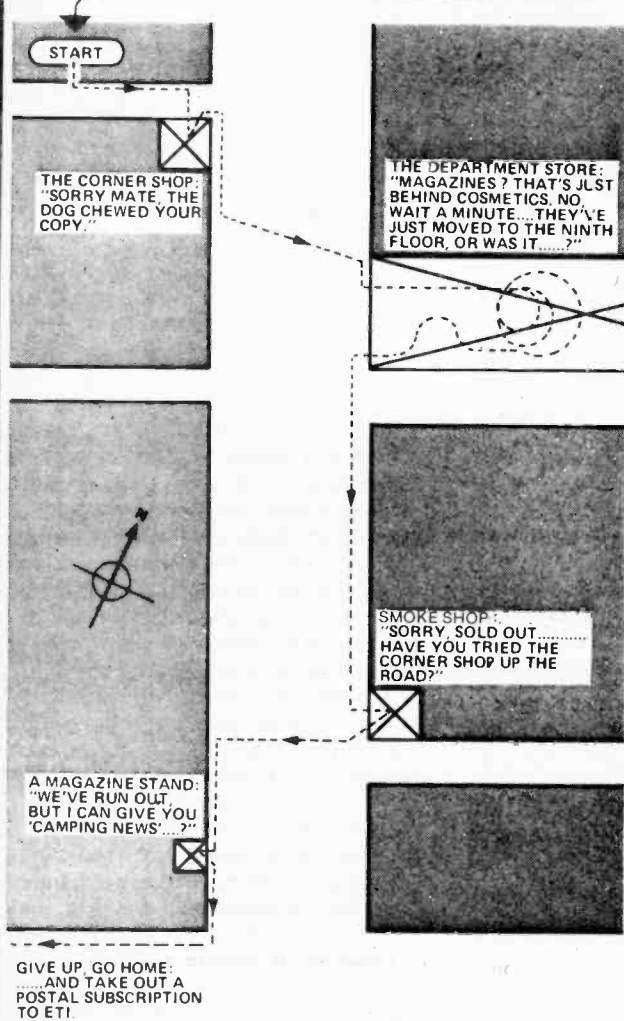 START
THE CORNER SHOP:
"SORRY MATE, THE
DOG CHEWED YOUR
COPY."
THE DEPARTMENT STORE:
"MAGAZINES? THAT'S JUST
BEHIND COSMETICS. NO,
WAIT A MINUTE....THEY'VE
JUST MOVED TO THE NINTH
FLOOR, OR WAS IT......?"
N
SMOKE SHOP:
"SORRY, SOLD OUT..........
HAVE YOU TRIED THE
CORNER SHOP UP THE
ROAD?"
A MAGAZINE STAND:
"WE'VE RUN OUT,
BUT I CAN GIVE YOU
'CAMPING NEWS'....?"
GIVE UP, GO HOME:
......AND TAKE OUT A
POSTAL SUBSCRIPTION
TO ETI.